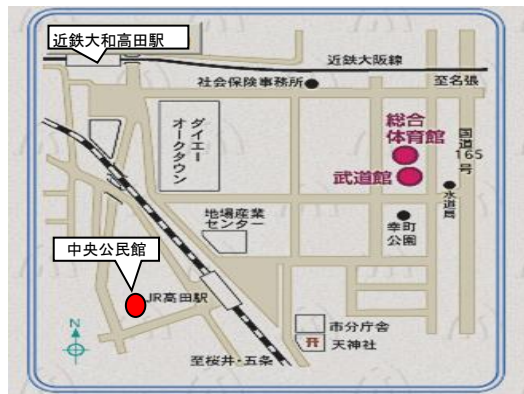 近鉄大和高田駅
近鉄大阪線
社会保険事務所
至名張
ダイエー
オークタウン
総合
体育館
武道館
国道165号
水道局
地場産業
センター
幸町
公園
中央公民館
JR高田駅
N
市分庁舎
天神社
至桜井・五条